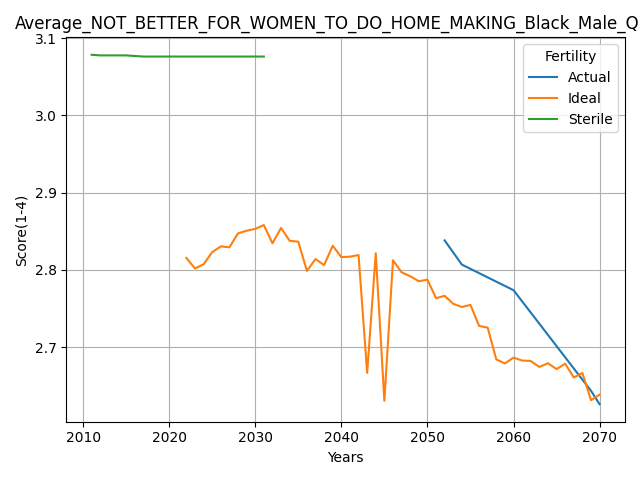 Average_NOT_BETTER_FOR_WOMEN_TO_DO_HOME_MAKING_Black_Male_Q
3.1
3.0
2.9
2.8
2.7
Score(1-4)
Fertility
Actual
Ideal
Sterile
2010 2020 2030 2040 2050 2060 2070
Years